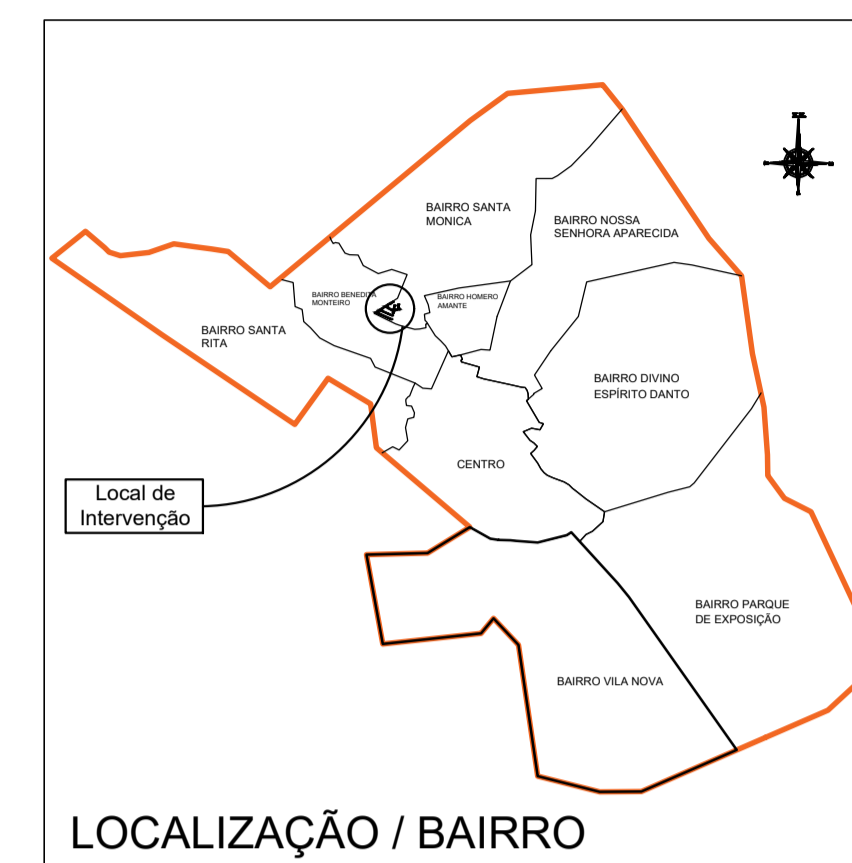 BAIRRO SANTA
MONICA
BAIRRO NOSSA
SENHORA APARECIDA
BAIRRO BENEDITA
MONTEIRO
BAIRRO HOMERO
AMANTE
BAIRRO SANTA
RITA
BAIRRO DIVINO
ESPÍRITO DANTO
CENTRO
Local de
Intervenção
BAIRRO PARQUE
DE EXPOSIÇÃO
BAIRRO VILA NOVA
LOCALIZAÇÃO / BAIRRO